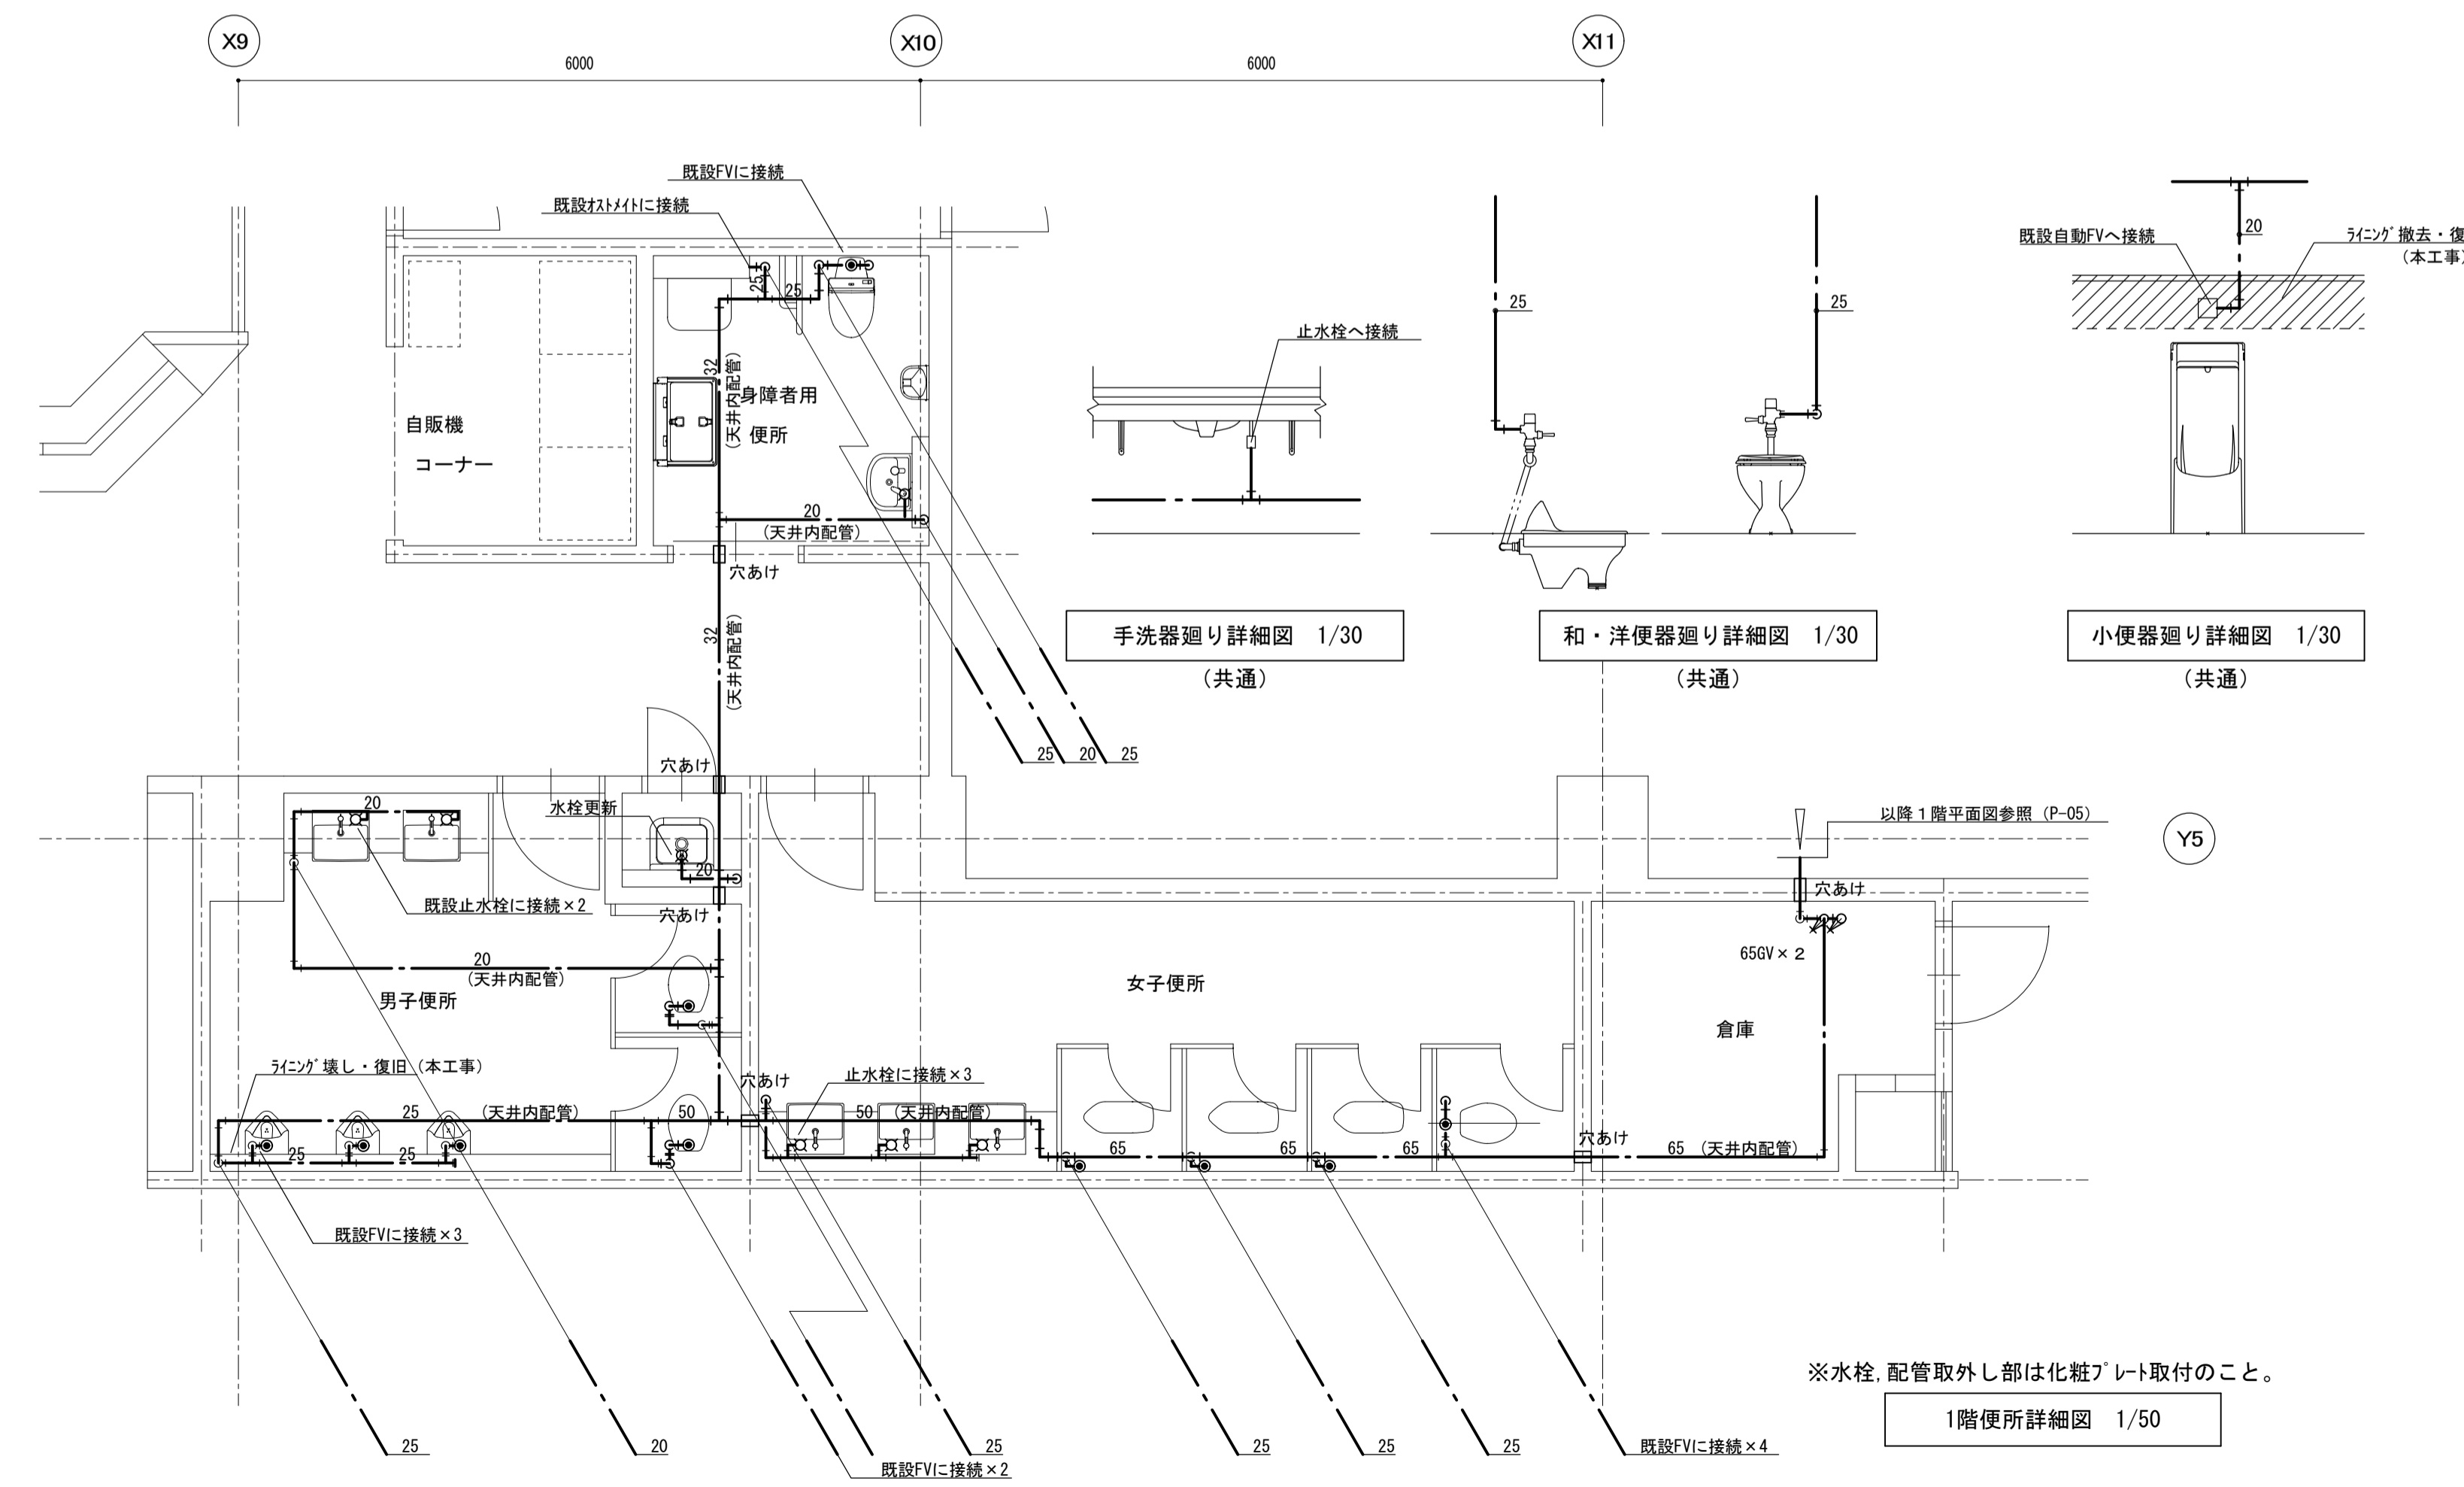 X9
X10
X11
6000
6000
既設FVに接続
既設ｵｽﾄﾒｲﾄに接続
25
25
32
(天井内配管)
身障者用
便所
自販機
コーナー
20
(天井内配管)
穴あけ
32
(天井内配管)
25
20
25
止水栓へ接続
手洗器廻り詳細図 1/30
(共通)
25
25
和・洋便器廻り詳細図 1/30
(共通)
既設自動FVへ接続
20
ﾗｲﾆﾝｸﾞ撤去・復
(本工事)
小便器廻り詳細図 1/30
(共通)
穴あけ
水栓更新
20
20
既設止水栓に接続×2
穴あけ
20
(天井内配管)
男子便所
女子便所
以降１階平面図参照 (P-05)
Y5
穴あけ
65GV×２
倉庫
ﾗｲﾆﾝｸﾞ壊し・復旧 (本工事)
穴あけ
止水栓に接続×3
25
(天井内配管)
50
50
(天井内配管)
25
25
65
65
65
穴あけ
65 (天井内配管)
既設FVに接続×3
25
20
既設FVに接続×2
25
25
25
25
既設FVに接続×4
※水栓,配管取外し部は化粧ﾌﾟﾚｰﾄ取付のこと。
1階便所詳細図 1/50